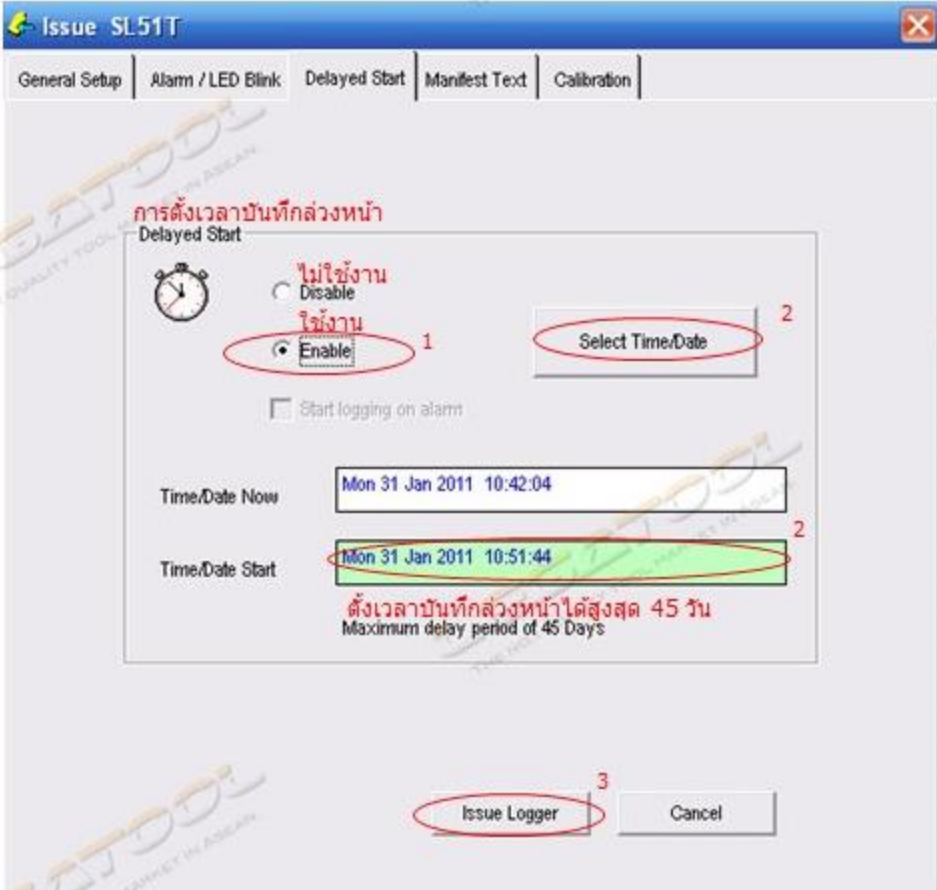 Issue SL51T
General Setup
Alarm / LED Blink
Delayed Start
Manifest Text
Calibration
การตั้งเวลาบันทึกล่วงหน้า
Delayed Start
ไม่ใช้งาน
Disable
ใช้งาน
Enable
1
2
Select Time/Date
Start logging on alarm
Time/Date Now
Mon 31 Jan 2011 10:42:04
2
Time/Date Start
Mon 31 Jan 2011 10:51:44
ตั้งเวลาบันทึกล่วงหน้าได้สูงสุด 45 วัน
Maximum delay period of 45 Days
3
Issue Logger
Cancel